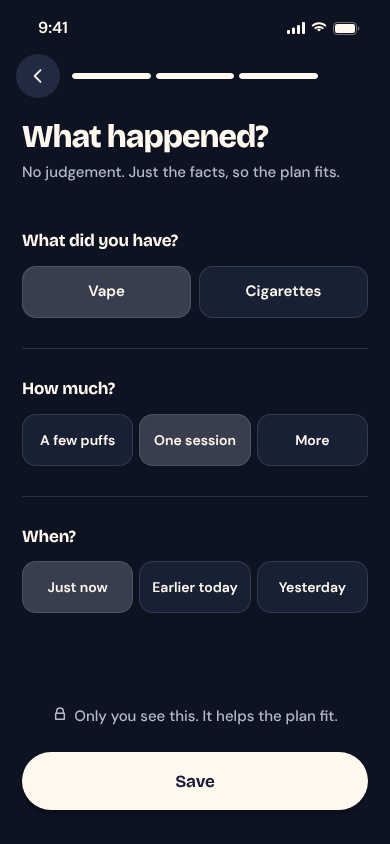 9:41
What happened?
No judgement. Just the facts, so the plan fits.
What did you have?
Vape
Cigarettes
How much?
A few puffs
One session
More
When?
Just now
Earlier today
Yesterday
Only you see this. It helps the plan fit.
Save